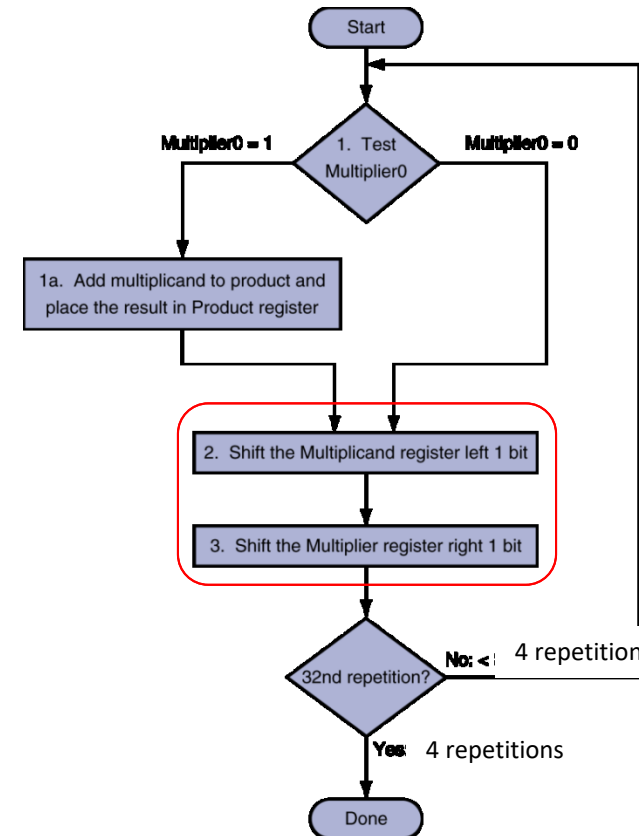 Start
Multiplier0 = 1
1. Test
Multiplier0
Multiplier0 = 0
1a. Add multiplicand to product and
place the result in Product register
2. Shift the Multiplicand register left 1 bit
3. Shift the Multiplier register right 1 bit
32nd repetition?
No: <
4 repetition
Yes:
4 repetitions
Done